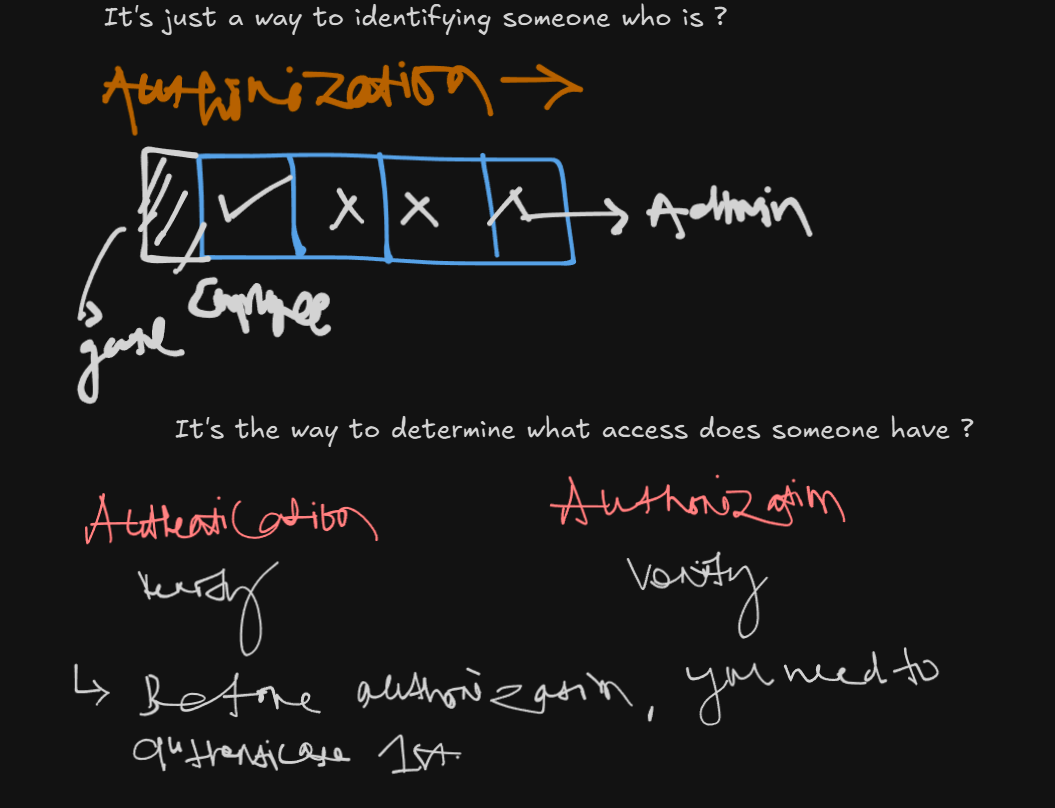 It's just a way to identifying someone who is ?
Authorization →
Admin
Employee
It's the way to determine what access does someone have ?
Authentication Authorization
verify verify
↳ Before authorization, you need to
authenticate 1st